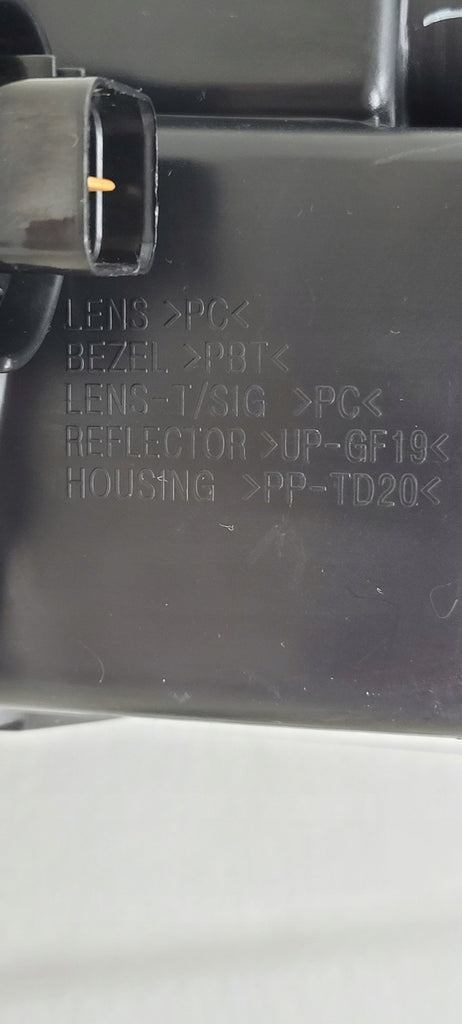 LENS >PC<
BEZEL >PBT<
LENS-T/SIG >PC<
REFLECTOR >UP-GF19<
HOUSING >PP-TD20<